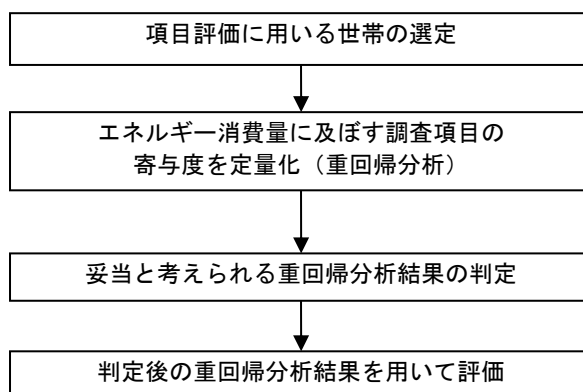 項目評価に用いる世帯の選定
エネルギー消費量に及ぼす調査項目の
寄与度を定量化（重回帰分析）
妥当と考えられる重回帰分析結果の判定
判定後の重回帰分析結果を用いて評価